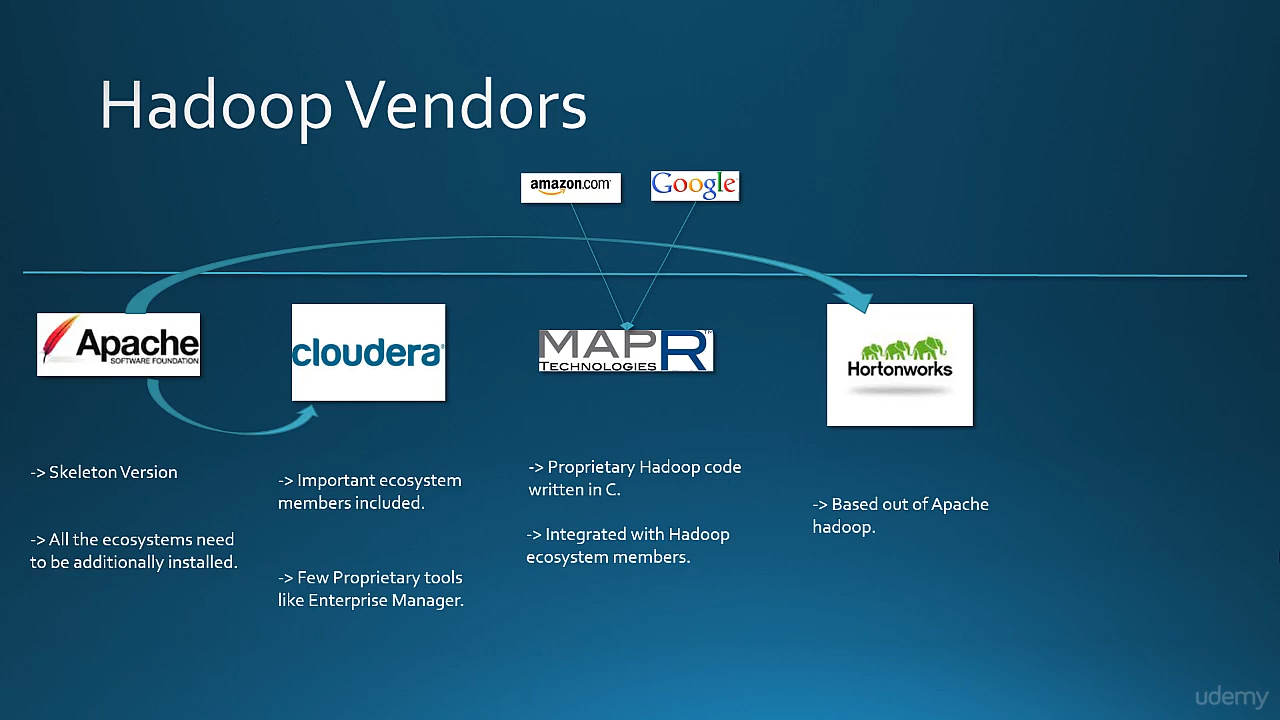 Hadoop Vendors
amazon.com
Google
Apache
SOFTWARE FOUNDATION
cloudera
MAPR
TECHNOLOGIES
TM
Hortonworks
-> Skeleton Version
-> All the ecosystems need
to be additionally installed.
-> Important ecosystem
members included.
-> Few Proprietary tools
like Enterprise Manager.
-> Proprietary Hadoop code
written in C.
-> Integrated with Hadoop
ecosystem members.
-> Based out of Apache
hadoop.
udemy